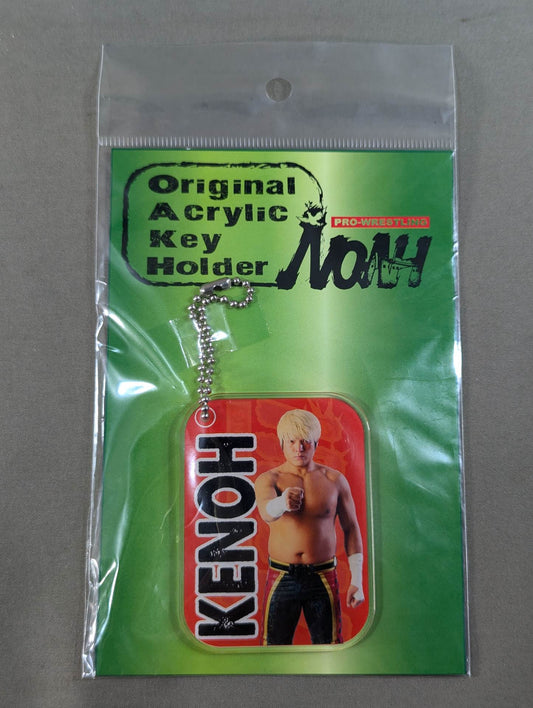 Original
Acrylic
Key
Holder
PRO-WRESTLING
NOAH
KENOH